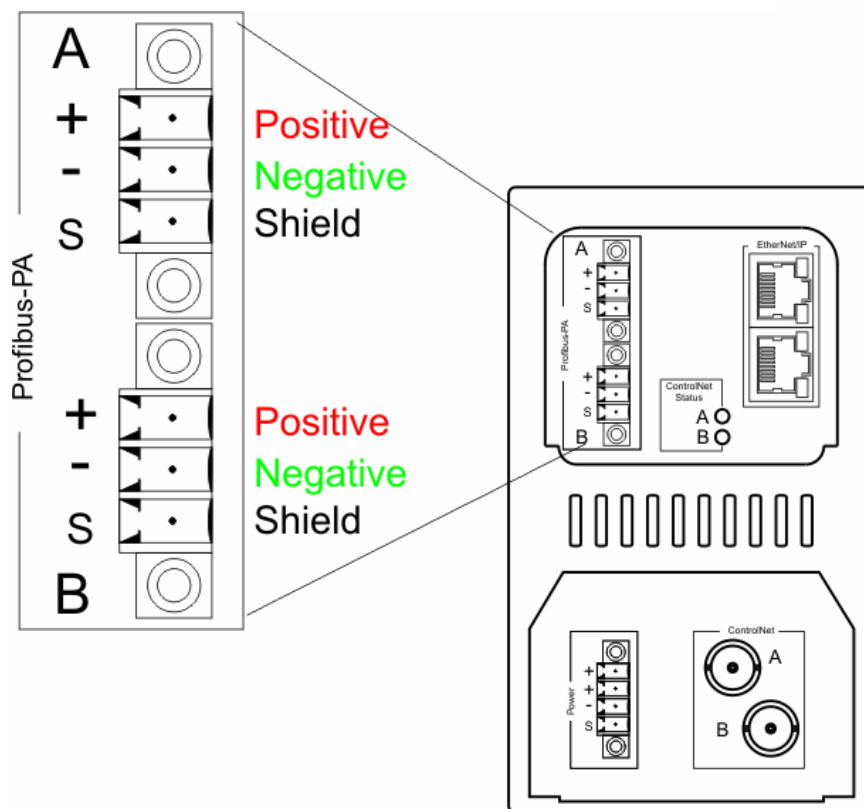 A
+
-
S
Positive
Negative
Shield
Profibus-PA
+
-
S
B
Positive
Negative
Shield
A
+
-
S
Profibus-PA
+
-
S
B
EtherNet/IP
ControlNet
Status
A
B
Power
+
+
-
S
ControlNet
A
B